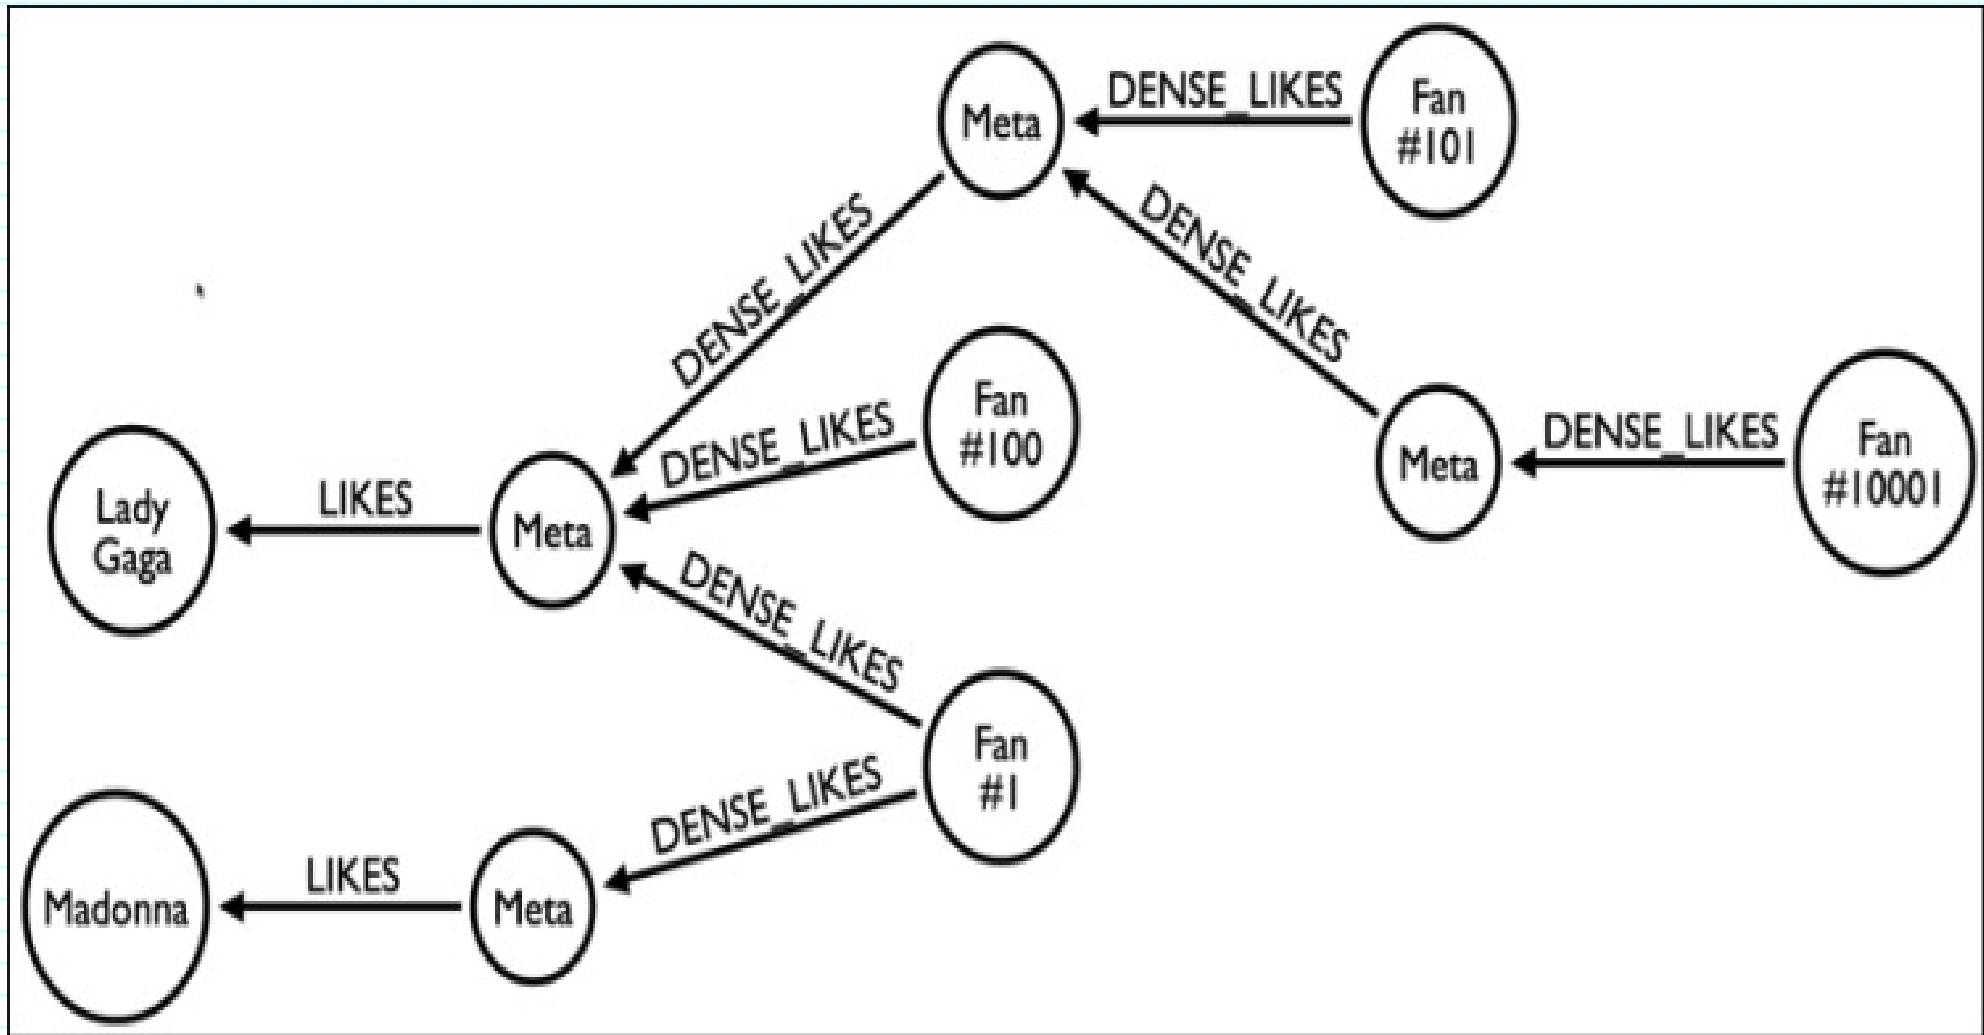 Meta
DENSE_LIKES
Fan
#101
DENSE_LIKES
DENSE_LIKES
Fan
#100
DENSE_LIKES
Meta
DENSE_LIKES
Fan
#10001
Lady
Gaga
LIKES
Meta
DENSE_LIKES
Fan
#1
DENSE_LIKES
Madonna
LIKES
Meta